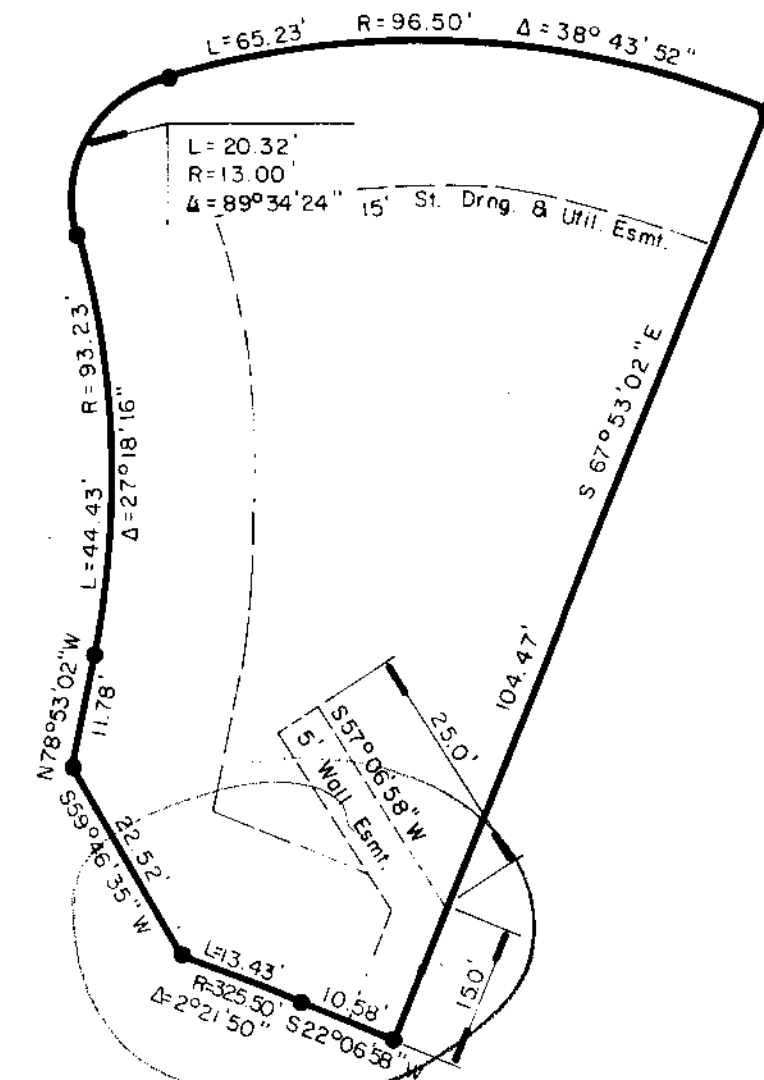 L=65.23' R=96.50' Δ=38°43'52"
L=20.32'
R=13.00'
Δ=89°34'24"
15' St. Drng. & Util. Esmt.
R=93.23'
L=44.43'
Δ=27°18'16"
S 67°53'02"E
104.47'
N78°53'02"W
11.78'
25.0'
S57°06'58"W
5' Wall Esmt.
22.52'
S59°46'35"W
L=13.43'
R=325.50'
Δ=2°21'50"
10.58'
S22°06'58"W
15.0'